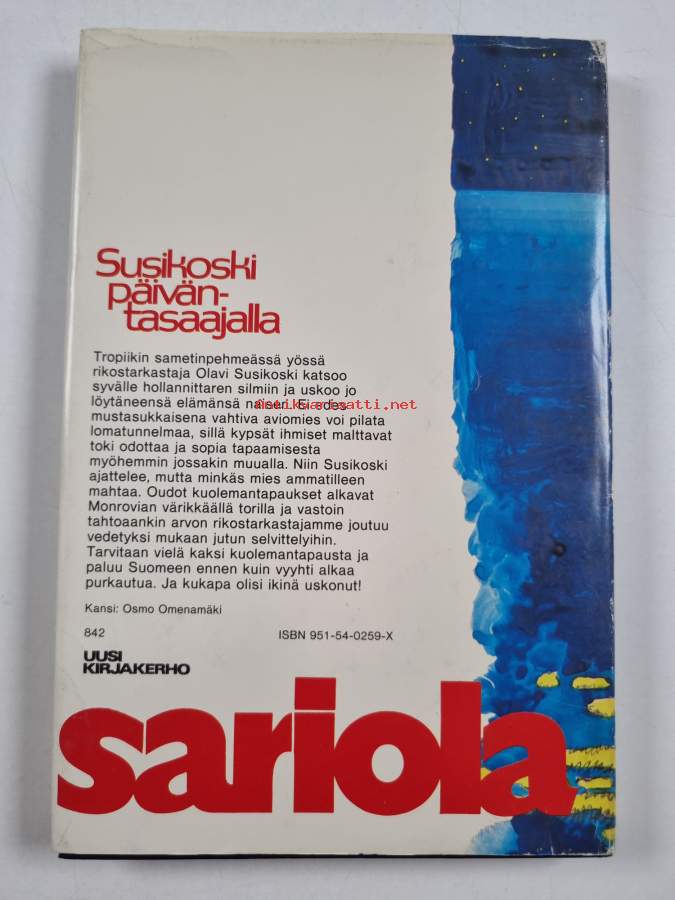 Susikoski
päivän-
tasaajalla
Tropiikin sametinpehmeässä yössä
rikostarkastaja Olavi Susikoski katsoo
syvälle hollannittaren silmiin ja uskoo jo
löytäneensä elämänsä naisen. Ei edes
mustasukkaisena vahtiva aviomies voi pilata
lomatunnelmaa, sillä kypsät ihmiset malttavat
toki odottaa ja sopia tapaamisesta
myöhemmin jossakin muualla. Niin Susikoski
ajattelee, mutta minkäs mies ammatilleen
mahtaa. Oudot kuolemantapaukset alkavat
Monrovian värikkäällä torilla ja vastoin
tahtoaankin arvon rikostarkastajamme joutuu
vedetyksi mukaan jutun selvittelyihin.
Tarvitaan vielä kaksi kuolemantapausta ja
paluu Suomeen ennen kuin vyyhti alkaa
purkautua. Ja kukapa olisi ikinä uskonut!
Kansi: Osmo Omenamäki
842 ISBN 951-54-0259-X
UUSI
KIRJAKERHO
sariola